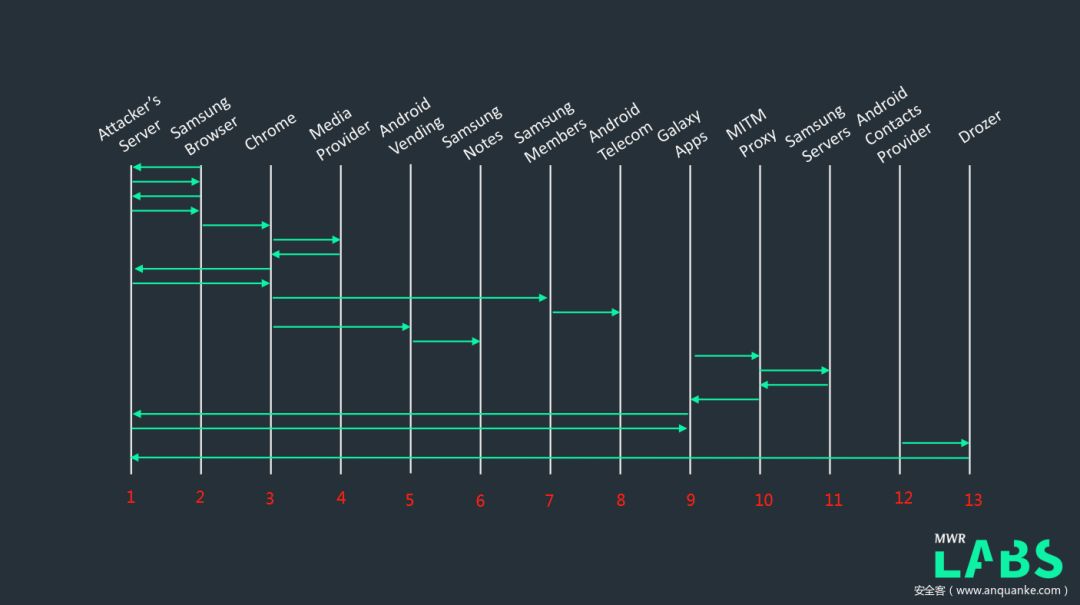 Attacker's
Server
Samsung
Browser
Chrome
Media
Provider
Android
Vending
Samsung
Notes
Samsung
Members
Android
Telecom
Galaxy
Apps
MITM
Proxy
Samsung
Servers
Android
Contacts
Provider
Drozer
1 2 3 4 5 6 7 8 9 10 11 12 13
MWR
LABS
安全客（www.anquanke.com）